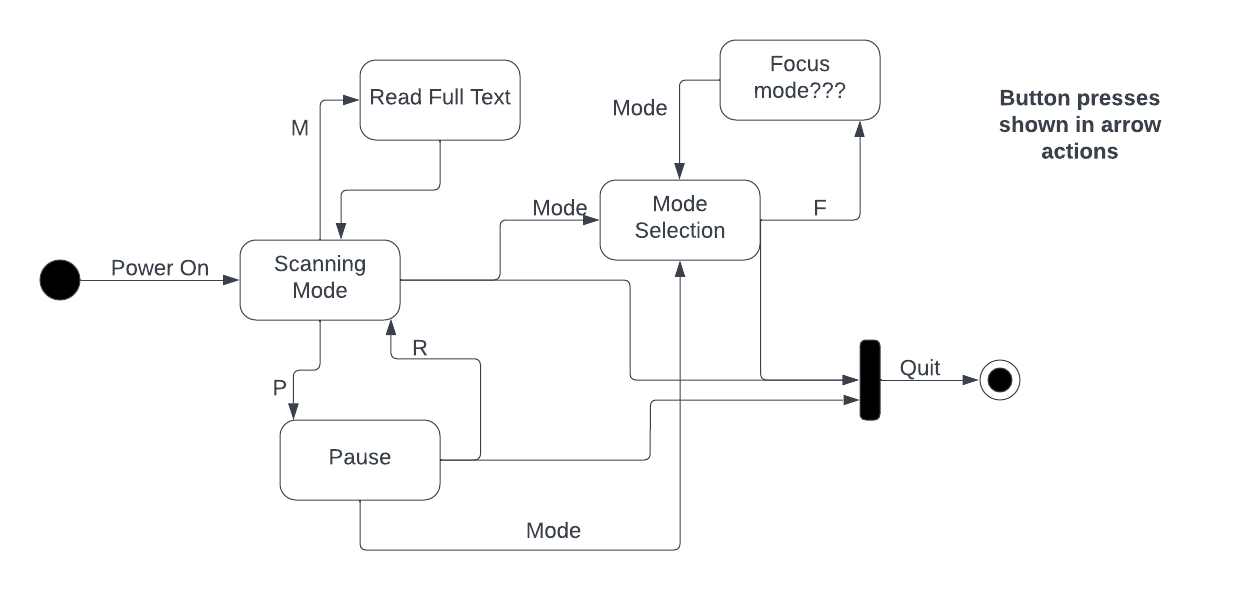 Focus
mode???
Read Full Text
Mode
Button presses
shown in arrow
actions
M
Mode
Mode
Selection
F
Power On
Scanning
Mode
R
Quit
P
Pause
Mode